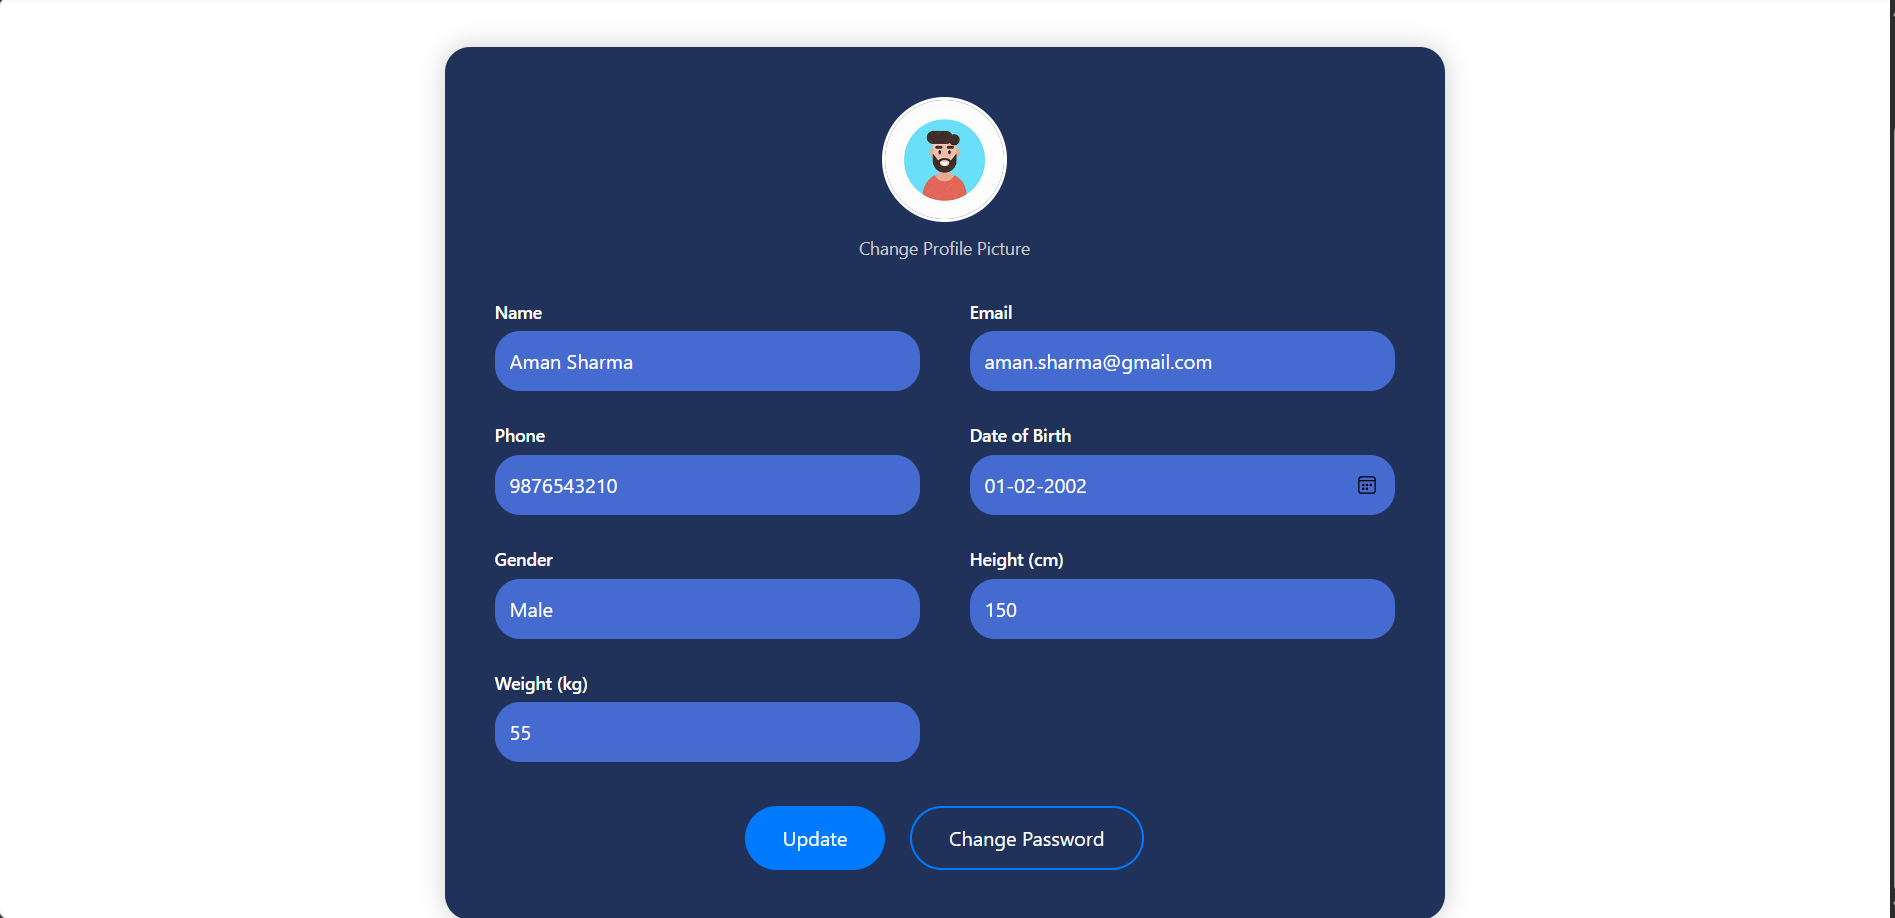 Change Profile Picture
Name
Email
Aman Sharma
aman.sharma@gmail.com
Phone
Date of Birth
9876543210
01-02-2002
Gender
Height (cm)
Male
150
Weight (kg)
55
Update
Change Password